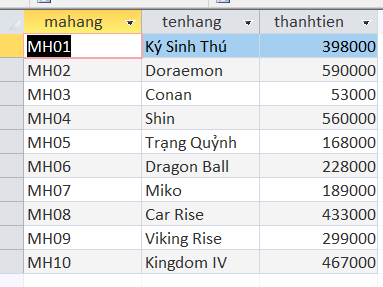 mahang tenhang thanhtien
MH01 Ký Sinh Thú 398000
MH02 Doraemon 590000
MH03 Conan 53000
MH04 Shin 560000
MH05 Trạng Quỳnh 168000
MH06 Dragon Ball 228000
MH07 Miko 189000
MH08 Car Rise 433000
MH09 Viking Rise 299000
MH10 Kingdom IV 467000